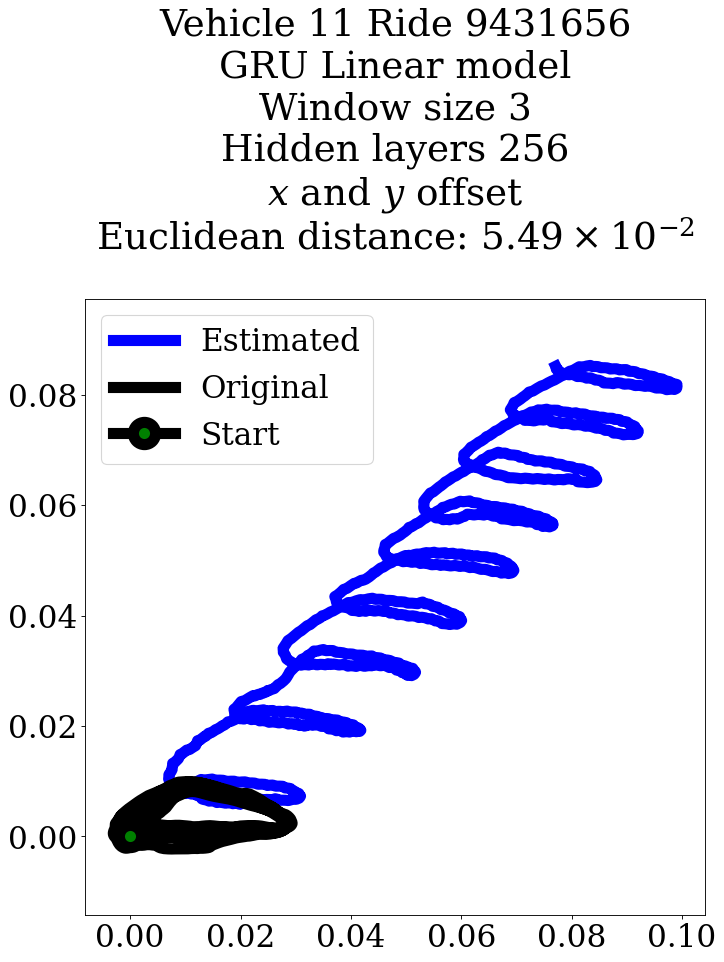 Vehicle 11 Ride 9431656
GRU Linear model
Window size 3
Hidden layers 256
x and y offset
Euclidean distance: 5.49 × 10⁻²
Estimated
Original
Start
0.08
0.06
0.04
0.02
0.00
0.00 0.02 0.04 0.06 0.08 0.10